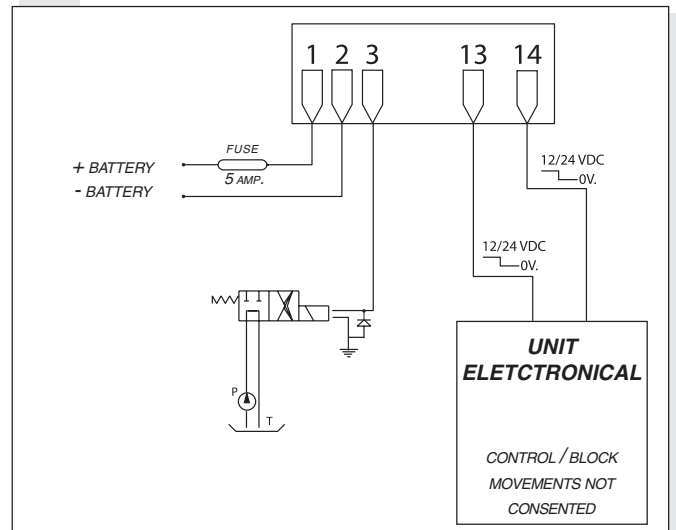 1 2 3 13 14
FUSE
5 AMP.
+ BATTERY
- BATTERY
12/24 VDC
0V.
12/24 VDC
0V.
P
T
UNIT
ELETCTRONICAL
CONTROL / BLOCK
MOVEMENTS NOT
CONSENTED